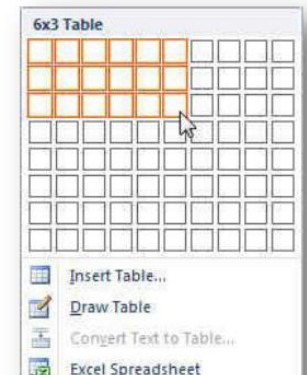 6x3 Table
Insert Table...
Draw Table
Convert Text to Table...
Excel Spreadsheet